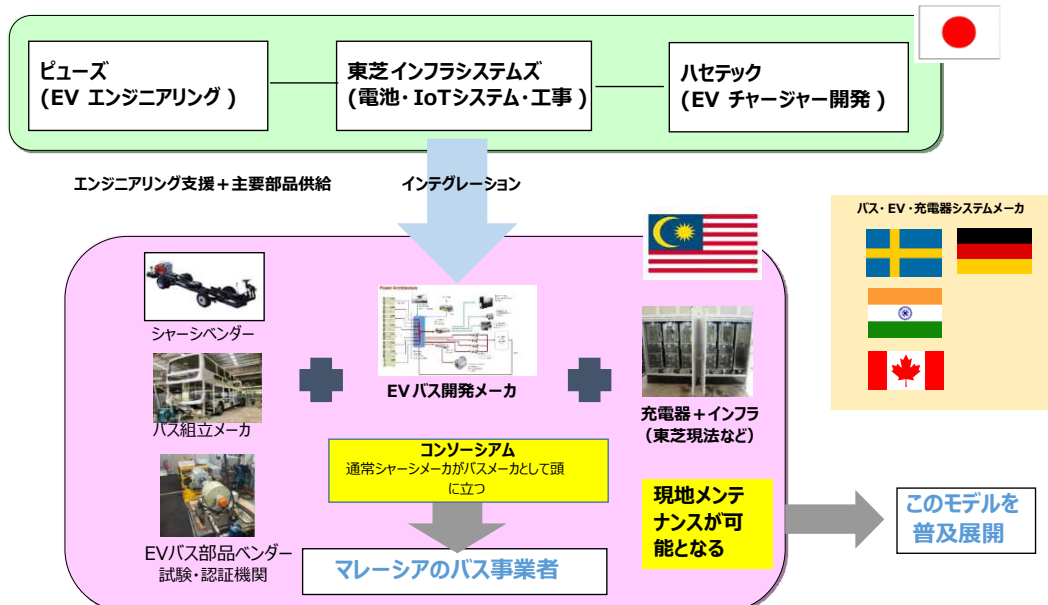 ピューズ
(EV エンジニアリング )
東芝インフラシステムズ
(電池・IoTシステム・工事 )
ハセテック
(EV チャージャー開発 )
エンジニアリング支援＋主要部品供給
インテグレーション
バス・EV・充電器システムメーカ
シャーシベンダー
バス組立メーカ
EVバス部品ベンダー
試験・認証機関
Power Architecture
EV バス開発メーカ
充電器＋インフラ
（東芝現法など）
コンソーシアム
通常シャーシメーカがバスメーカとして頭
に立つ
マレーシアのバス事業者
現地メンテ
ナンスが可
能となる
このモデルを
普及展開